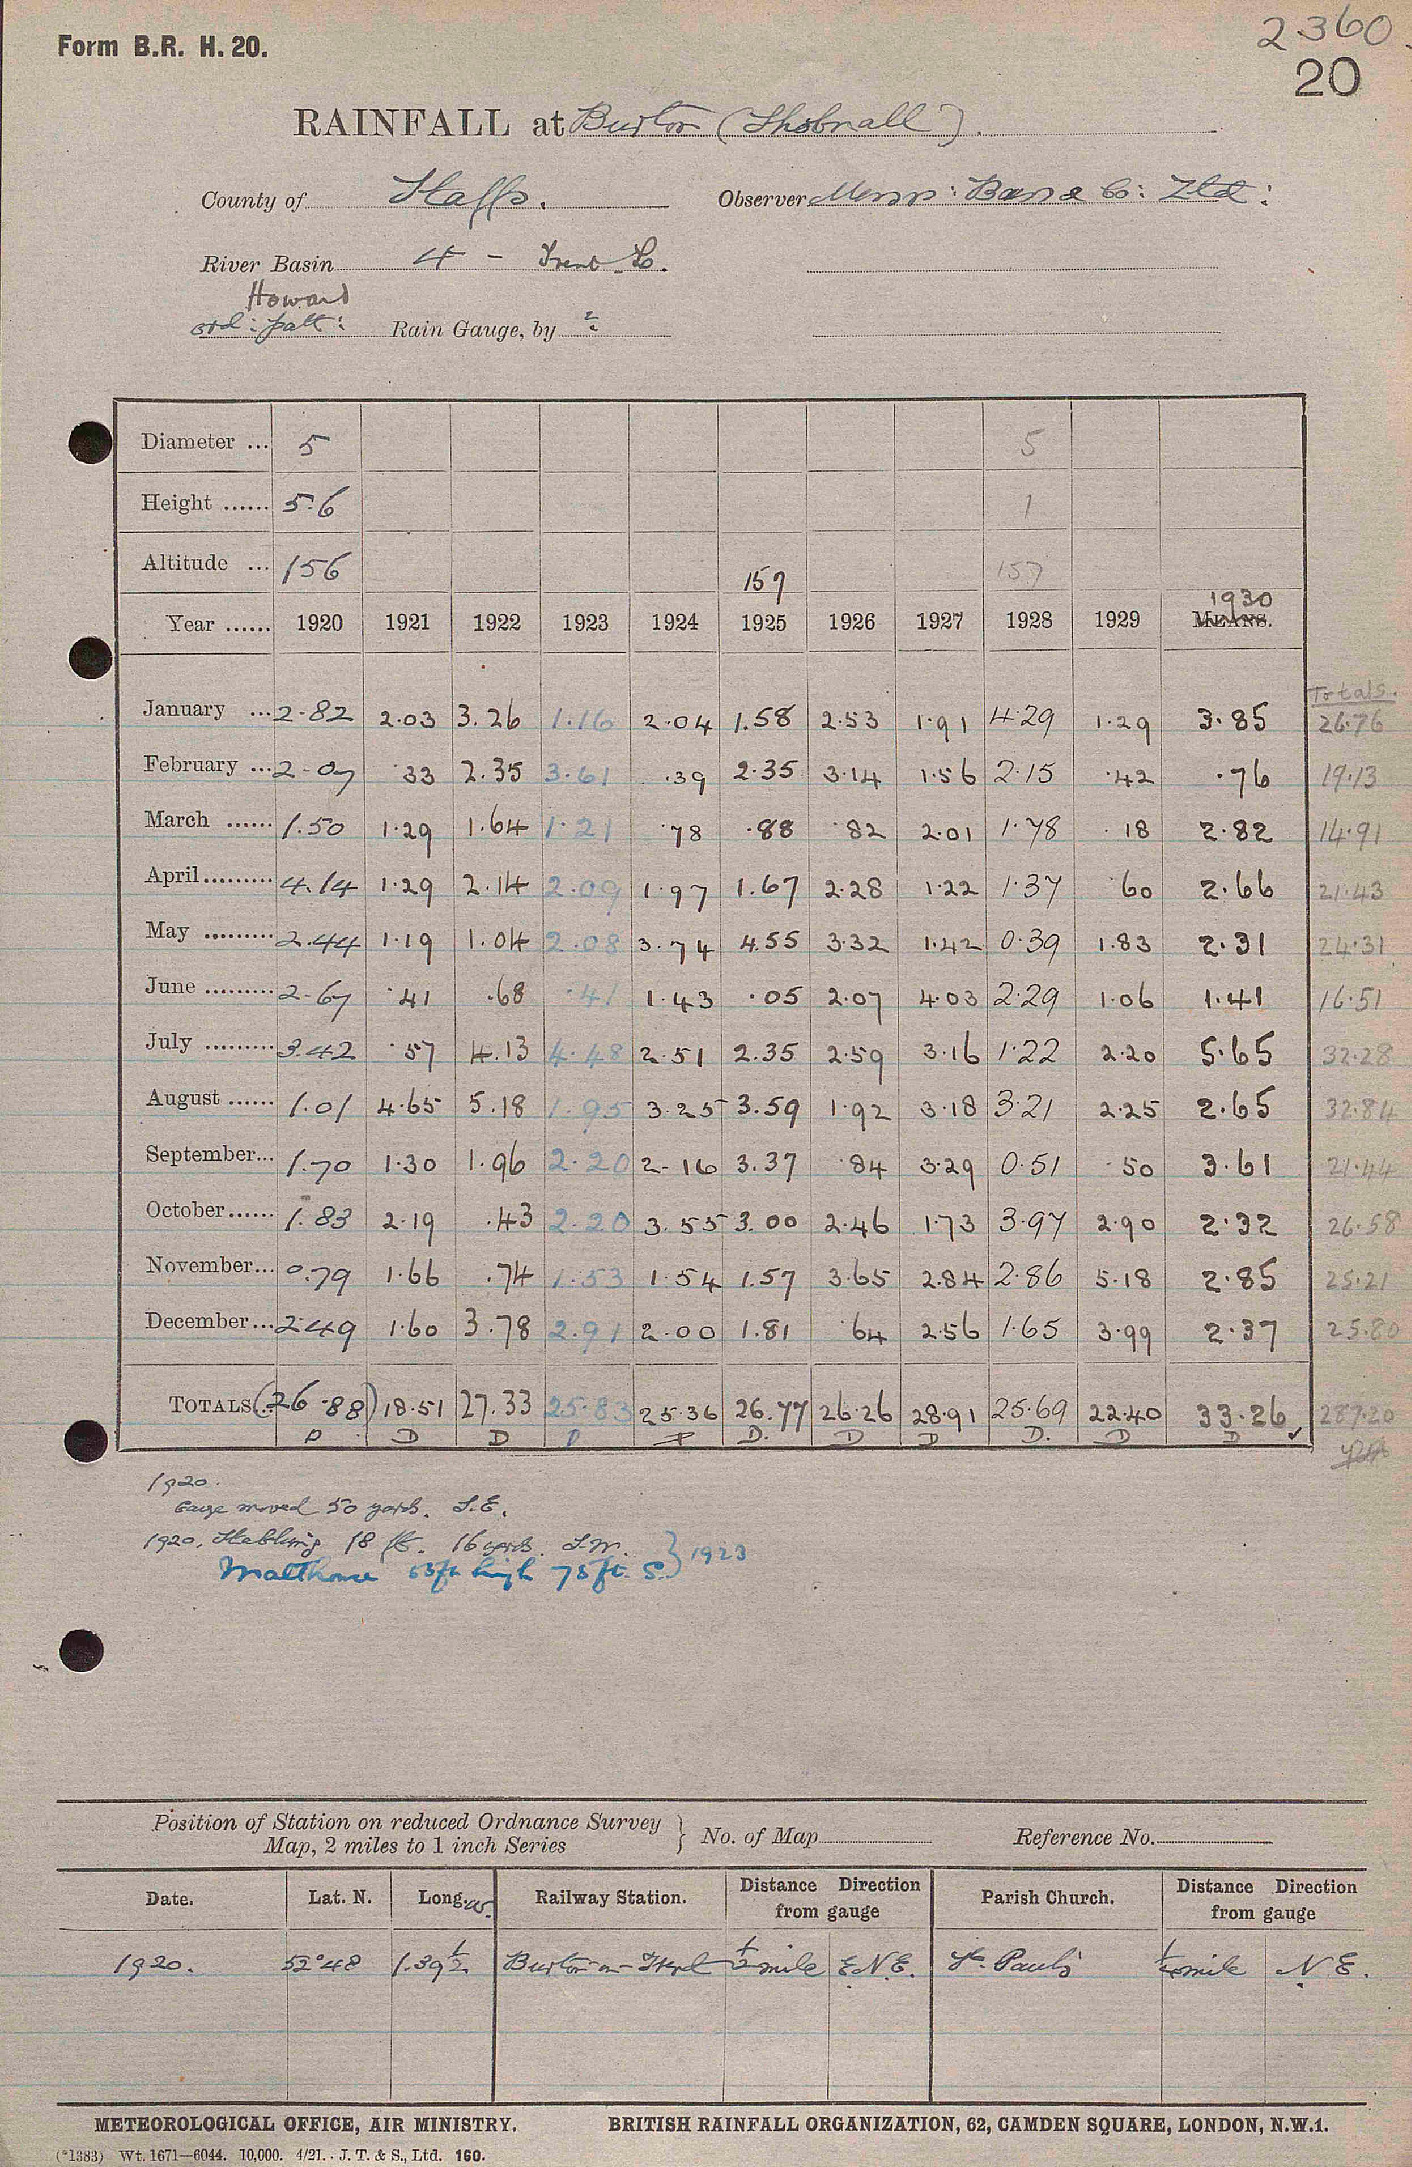 Form B.R. H. 20.
2360.
20
RAINFALL at Burton (Shobnall).
County of Staffs. Observer Messrs: Bass & Co: Ltd:
River Basin 4 - Trent B.
Howard
ord: patt: Rain Gauge, by ?
Diameter ... 5 5
Height ...... 5.6 1
Altitude ... 156 157 157
1930
Year ...... 1920 1921 1922 1923 1924 1925 1926 1927 1928 1929 MEANS.
Totals.
January ... 2.82 2.03 3.26 1.16 2.04 1.58 2.53 1.91 4.29 1.29 3.85 26.76
February ... 2.07 .33 2.35 3.61 .39 2.35 3.14 1.56 2.15 .42 .76 19.13
March ...... 1.50 1.29 1.64 1.21 .78 .88 .82 2.01 1.78 .18 2.82 14.91
April ......... 4.14 1.29 2.14 2.09 1.97 1.67 2.28 1.22 1.37 .60 2.66 21.43
May ......... 2.44 1.19 1.04 2.08 3.74 4.55 3.32 1.42 0.39 1.83 2.31 24.31
June ......... 2.67 .41 .68 .41 1.43 .05 2.07 4.03 2.29 1.06 1.41 16.51
July ......... 3.42 .57 4.13 4.48 2.51 2.35 2.59 3.16 1.22 2.20 5.65 32.28
August ...... 1.01 4.65 5.18 1.95 3.25 3.59 1.92 3.18 3.21 2.25 2.65 32.84
September... 1.70 1.30 1.96 2.20 2.16 3.37 .84 3.29 0.51 .50 3.61 21.44
October...... 1.83 2.19 .43 2.20 3.55 3.00 2.46 1.73 3.97 2.90 2.32 26.58
November... 0.79 1.66 .74 1.53 1.54 1.57 3.65 2.84 2.86 5.18 2.85 25.21
December... 2.49 1.60 3.78 2.91 2.00 1.81 .64 2.56 1.65 3.99 2.37 25.80
TOTALS... (26.88) 18.51 27.33 25.83 25.36 26.77 26.26 28.91 25.69 22.40 33.26 287.20
D D D D D D. D D D. D D
1920.
Gauge moved 50 yards. S.E.
1920. Stabling 18 ft. 16 yards. S.W.
Malthouse 53ft high 75ft. S.} 1923
Position of Station on reduced Ordnance Survey
Map, 2 miles to 1 inch Series } No. of Map Reference No.
Date. Lat. N. Long. W. Railway Station. Distance from gauge Direction Parish Church. Distance from gauge Direction
1920. 52°48 1.39½ Burton-on-Trent ½ mile E.N.E. St. Paul's ¼ mile N.E.
METEOROLOGICAL OFFICE, AIR MINISTRY. BRITISH RAINFALL ORGANIZATION, 62, CAMDEN SQUARE, LONDON, N.W.1.
(*1383) Wt. 1671—6044. 10,000. 4/21. J. T. & S., Ltd. 160.